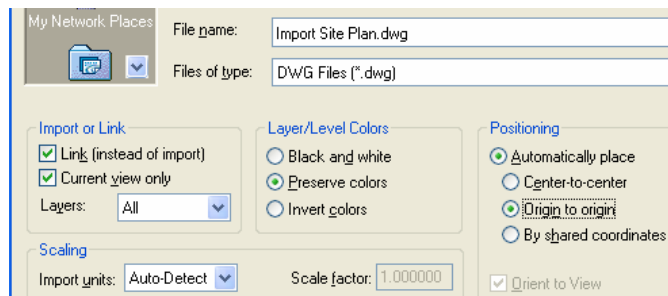 My Network Places
File name: Import Site Plan.dwg
Files of type: DWG Files (*.dwg)
Import or Link Layer/Level Colors Positioning
Link (instead of import) Black and white Automatically place
Current view only Preserve colors Center-to-center
Layers: All Invert colors Origin to origin
By shared coordinates
Scaling
Import units: Auto-Detect Scale factor: 1.000000 Orient to View